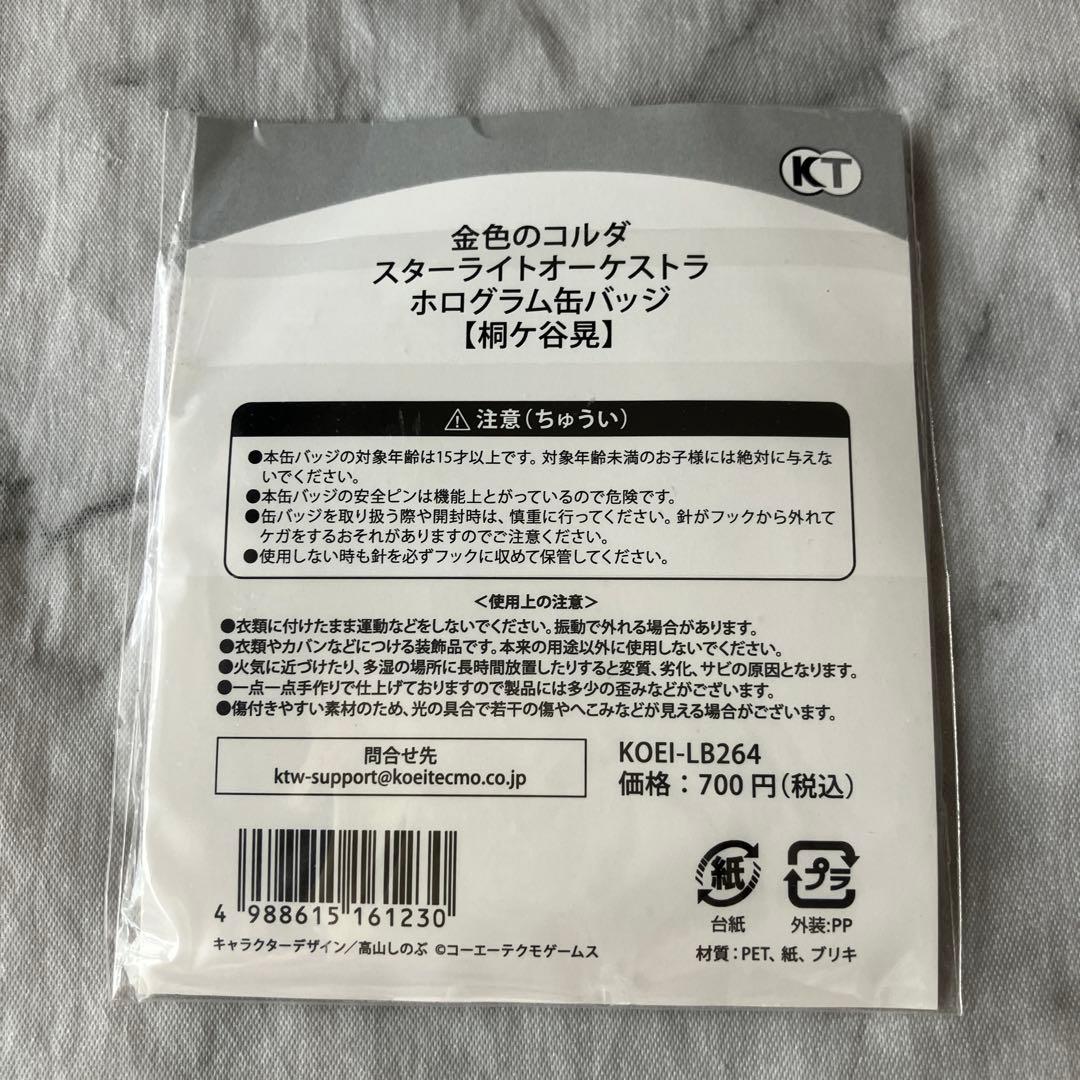 KT
金色のコルダ
スターライトオーケストラ
ホログラム缶バッジ
【桐ケ谷晃】
⚠注意(ちゅうい)
●本缶バッジの対象年齢は15才以上です。対象年齢未満のお子様には絶対に与えな
いでください。
●本缶バッジの安全ピンは機能上とがっているので危険です。
●缶バッジを取り扱う際や開封時は、慎重に行ってください。針がフックから外れて
ケガをするおそれがありますのでご注意ください。
●使用しない時も針を必ずフックに収めて保管してください。
<使用上の注意>
●衣類に付けたまま運動などをしないでください。振動で外れる場合があります。
●衣類やカバンなどにつける装飾品です。本来の用途以外に使用しないでください。
●火気に近づけたり、多湿の場所に長時間放置したりすると変質、劣化、サビの原因となります。
●一点一点手作りで仕上げておりますので製品には多少の歪みなどがございます。
●傷付きやすい素材のため、光の具合で若干の傷やへこみなどが見える場合がございます。
問合せ先
ktw-support@koeitecmo.co.jp
KOEI-LB264
価格：700円(税込)
4 988615 161230
紙
台紙
プラ
外装:PP
キャラクターデザイン／高山しのぶ ©コーエーテクモゲームス
材質：PET、紙、ブリキ